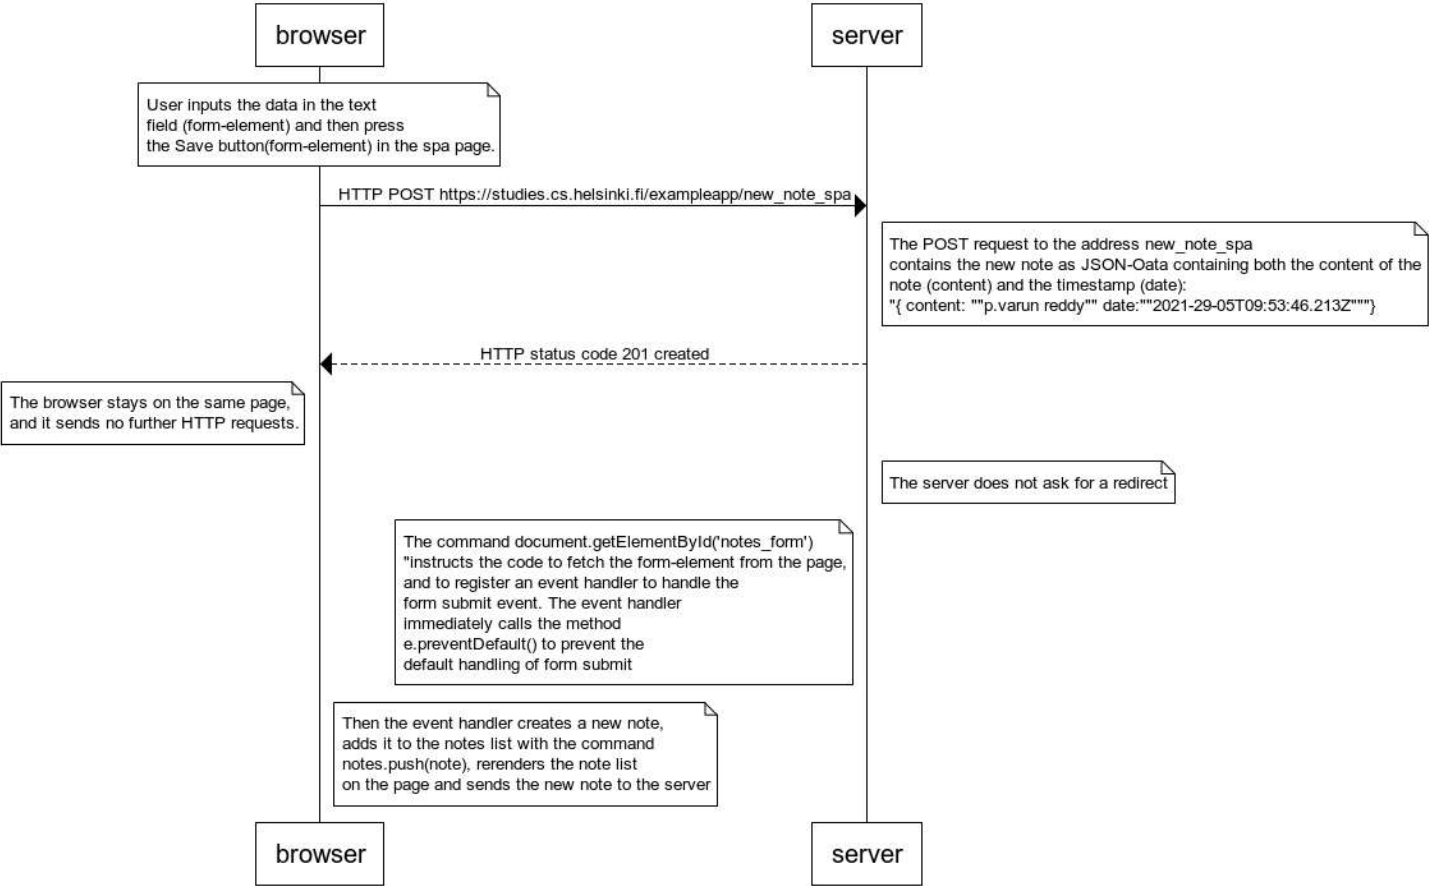 browser
server
User inputs the data in the text
field (form-element) and then press
the Save button(form-element) in the spa page.
HTTP POST https://studies.cs.helsinki.fi/exampleapp/new_note_spa
The POST request to the address new_note_spa
contains the new note as JSON-Oata containing both the content of the
note (content) and the timestamp (date):
"{ content: ""p.varun reddy"" date:""2021-29-05T09:53:46.213Z"""}
HTTP status code 201 created
The browser stays on the same page,
and it sends no further HTTP requests.
The server does not ask for a redirect
The command document.getElementById('notes_form')
"instructs the code to fetch the form-element from the page,
and to register an event handler to handle the
form submit event. The event handler
immediately calls the method
e.preventDefault() to prevent the
default handling of form submit
Then the event handler creates a new note,
adds it to the notes list with the command
notes.push(note), rerenders the note list
on the page and sends the new note to the server
browser
server